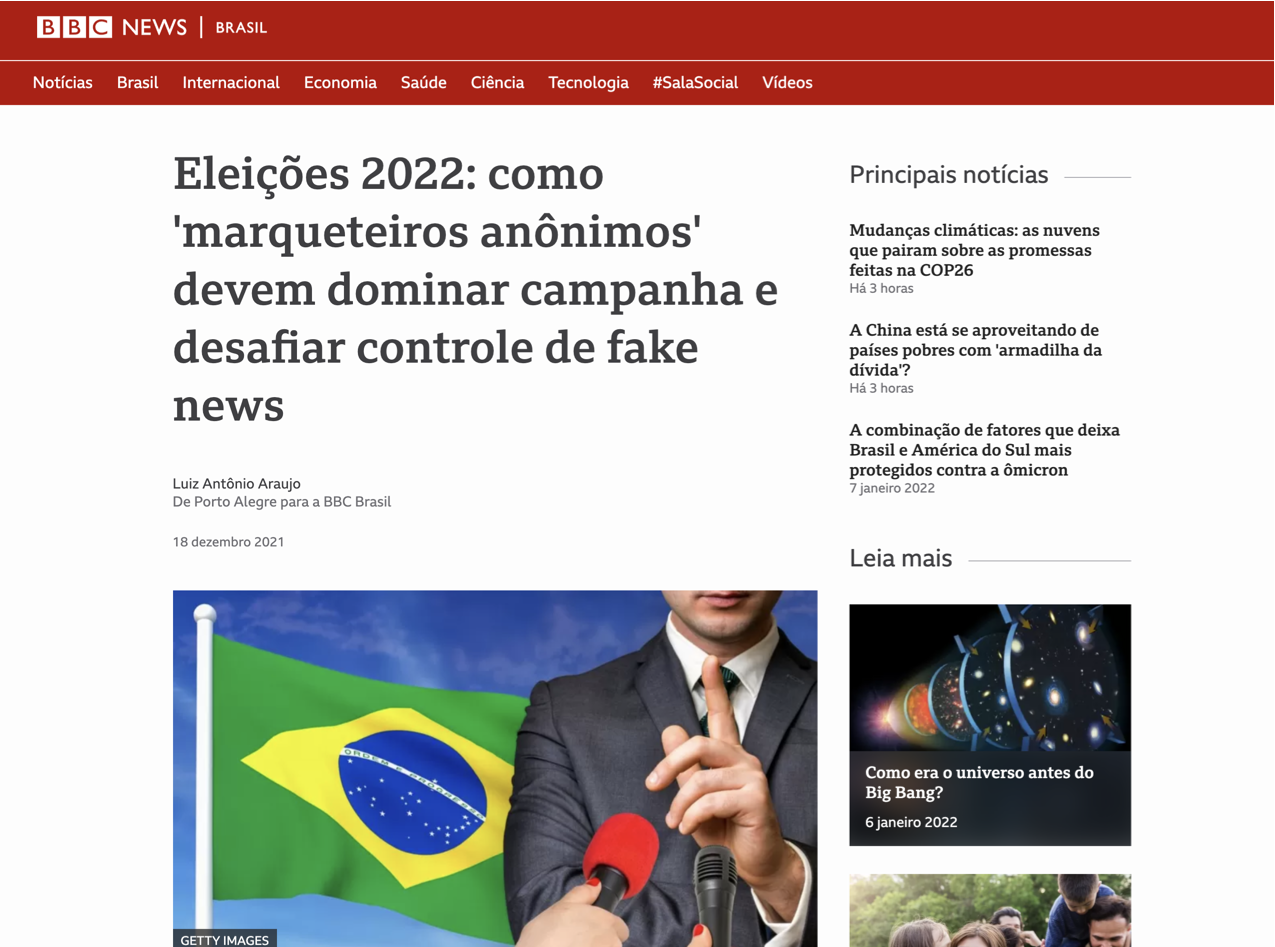 BBC NEWS | BRASIL
Notícias Brasil Internacional Economia Saúde Ciência Tecnologia #SalaSocial Vídeos
Eleições 2022: como
'marqueteiros anônimos'
devem dominar campanha e
desafiar controle de fake
news
Luiz Antônio Araujo
De Porto Alegre para a BBC Brasil
18 dezembro 2021
ORDEM E PROGRESSO
GETTY IMAGES
Principais notícias
Mudanças climáticas: as nuvens
que pairam sobre as promessas
feitas na COP26
Há 3 horas
A China está se aproveitando de
países pobres com 'armadilha da
dívida'?
Há 3 horas
A combinação de fatores que deixa
Brasil e América do Sul mais
protegidos contra a ômicron
7 janeiro 2022
Leia mais
Como era o universo antes do
Big Bang?
6 janeiro 2022